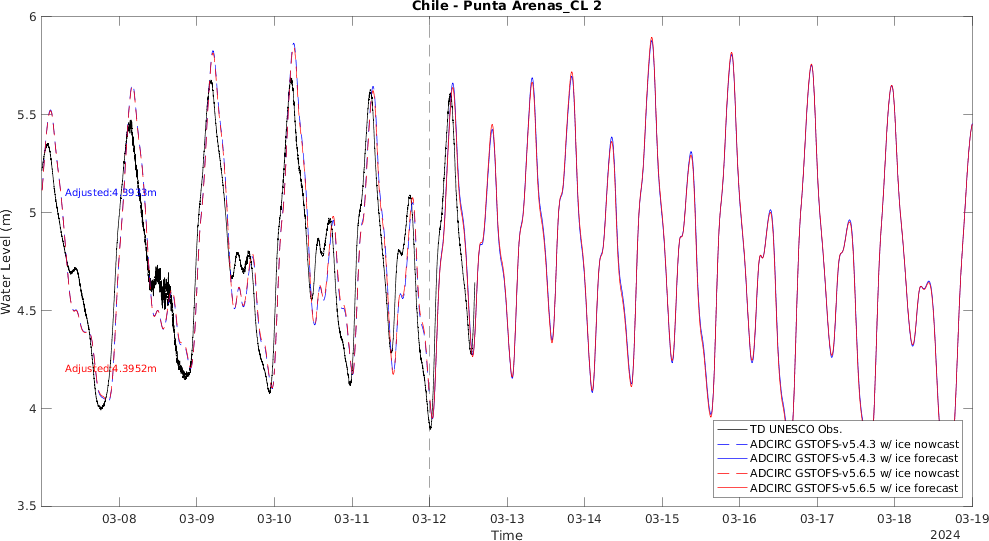 Chile - Punta Arenas_CL 2
Water Level (m)
6
5.5
5
4.5
4
3.5
Adjusted:4.3933m
Adjusted:4.3952m
TD UNESCO Obs.
ADCIRC GSTOFS-v5.4.3 w/ ice nowcast
ADCIRC GSTOFS-v5.4.3 w/ ice forecast
ADCIRC GSTOFS-v5.6.5 w/ ice nowcast
ADCIRC GSTOFS-v5.6.5 w/ ice forecast
03-08 03-09 03-10 03-11 03-12 03-13 03-14 03-15 03-16 03-17 03-18 03-19
Time
2024